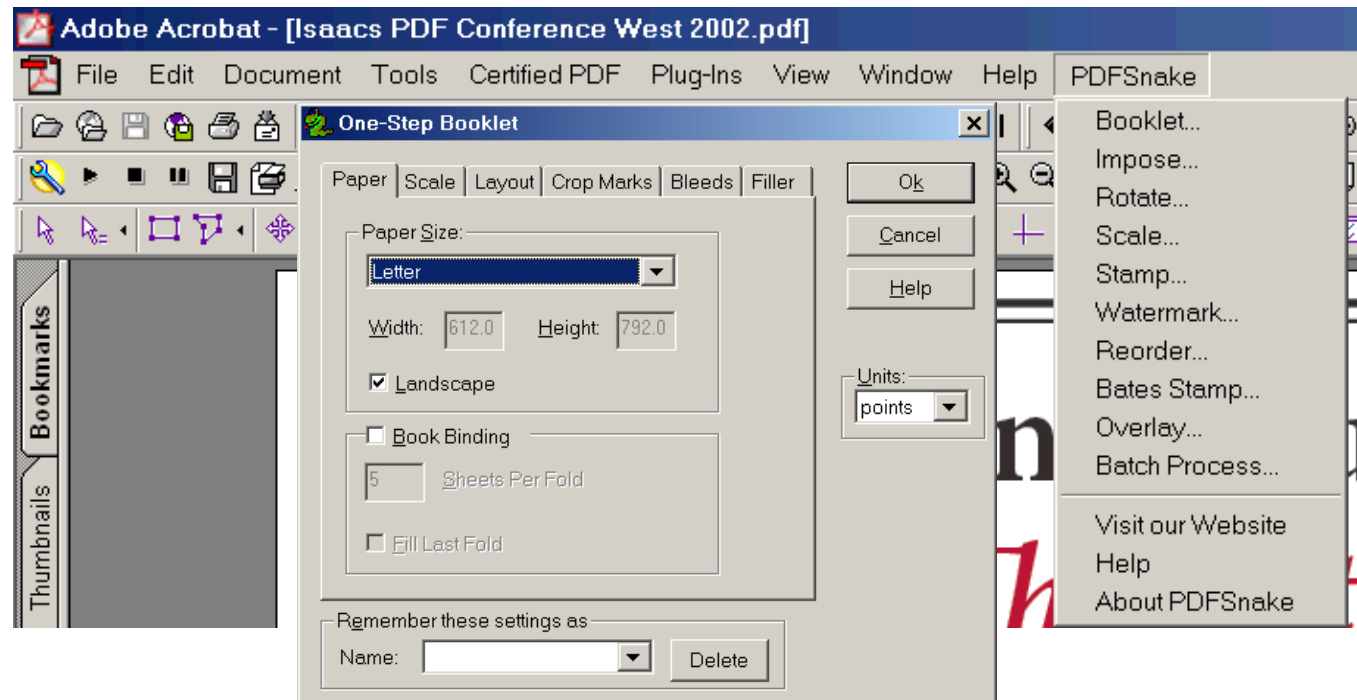 Adobe Acrobat - [Isaacs PDF Conference West 2002.pdf]
File Edit Document Tools Certified PDF Plug-Ins View Window Help PDFSnake
One-Step Booklet
Paper Scale Layout Crop Marks Bleeds Filler
Ok
Paper Size:
Cancel
Letter
Help
Width: 612.0 Height: 792.0
Landscape
Units:
points
Book Binding
5 Sheets Per Fold
Fill Last Fold
Remember these settings as
Name: Delete
Bookmarks
Thumbnails
Booklet...
Impose...
Rotate...
Scale...
Stamp...
Watermark...
Reorder...
Bates Stamp...
Overlay...
Batch Process...
Visit our Website
Help
About PDFSnake
n
h